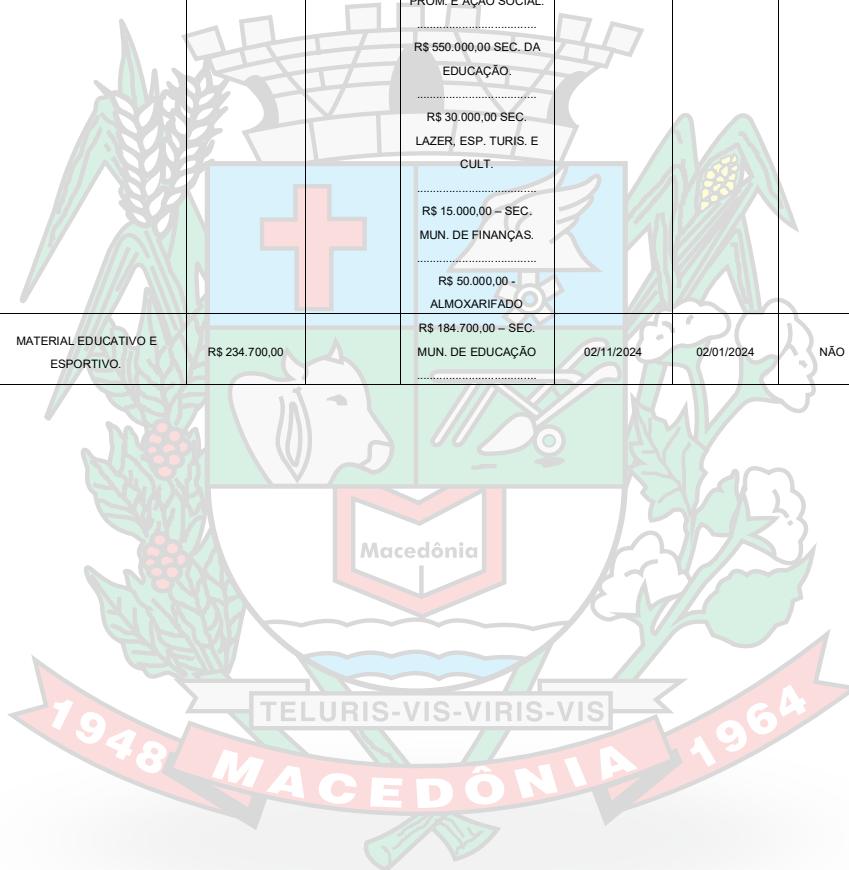 PROM. E AÇÃO SOCIAL.
......................................
R$ 550.000,00 SEC. DA
EDUCAÇÃO.
......................................
R$ 30.000,00 SEC.
LAZER, ESP. TURIS. E
CULT.
......................................
R$ 15.000,00 – SEC.
MUN. DE FINANÇAS.
......................................
R$ 50.000,00 -
ALMOXARIFADO
MATERIAL EDUCATIVO E
ESPORTIVO.
R$ 234.700,00
R$ 184.700,00 – SEC.
MUN. DE EDUCAÇÃO
......................................
02/11/2024
02/01/2024
NÃO
Macedônia
TELURIS-VIS-VIRIS-VIS
1948
MACEDÔNIA
1964